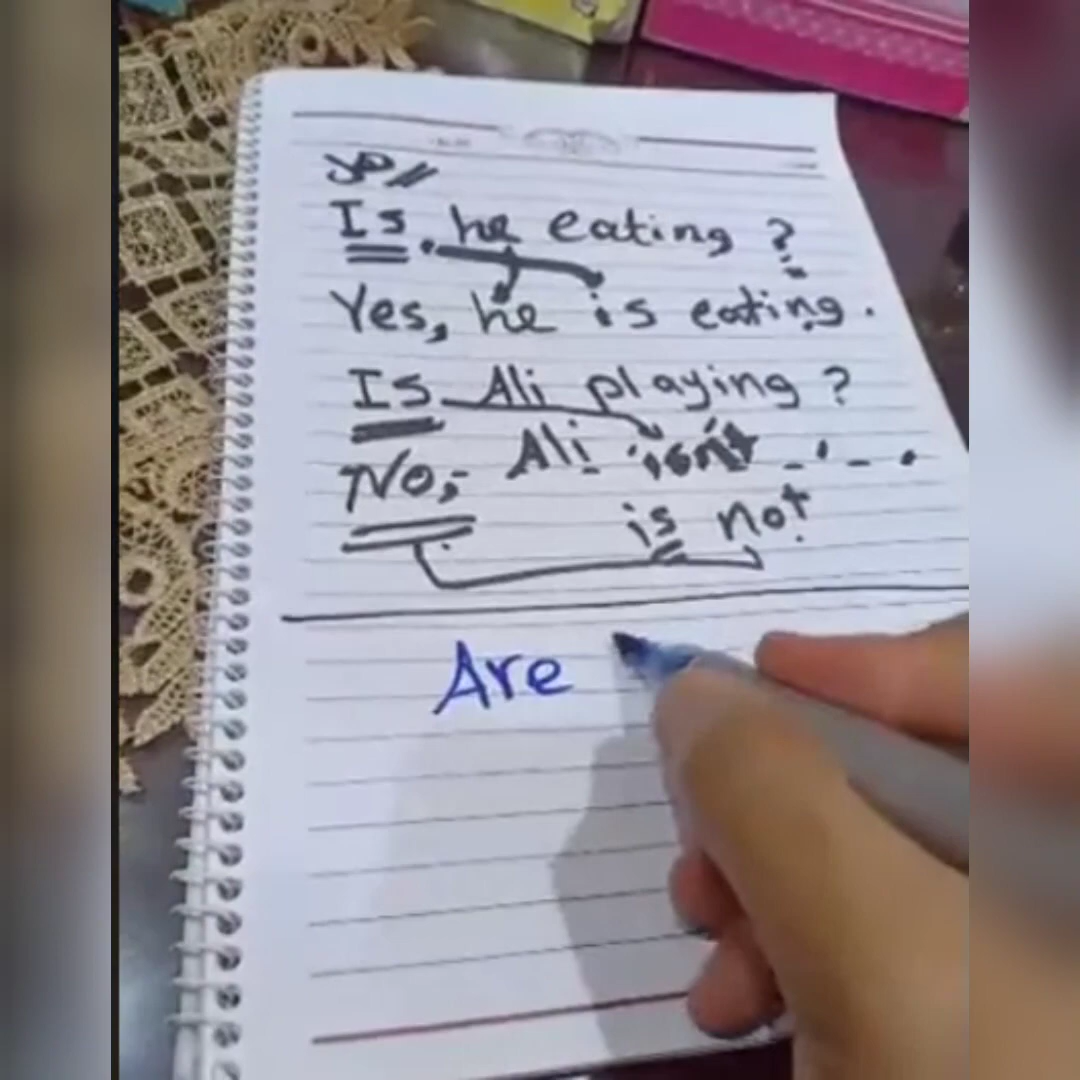 Is he eating ?
Yes, he is eating .
Is Ali playing ?
No, Ali isn't _ _ _ .
is not
Are